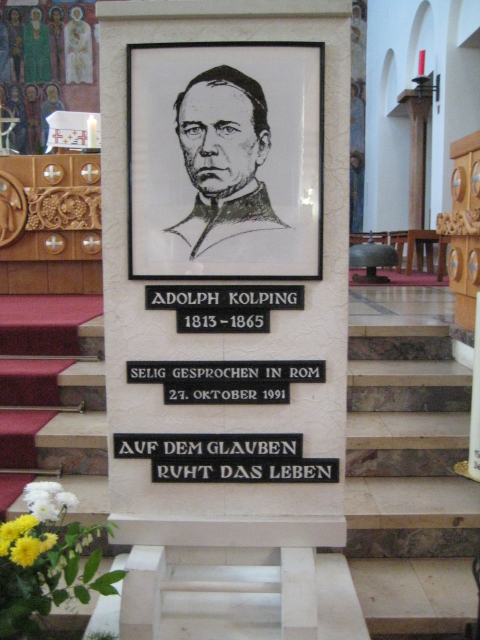 ADOLPH KOLPING
1813-1865
SELIG GESPROCHEN IN ROM
27. OKTOBER 1991
AUF DEM GLAUBEN
RUHT DAS LEBEN